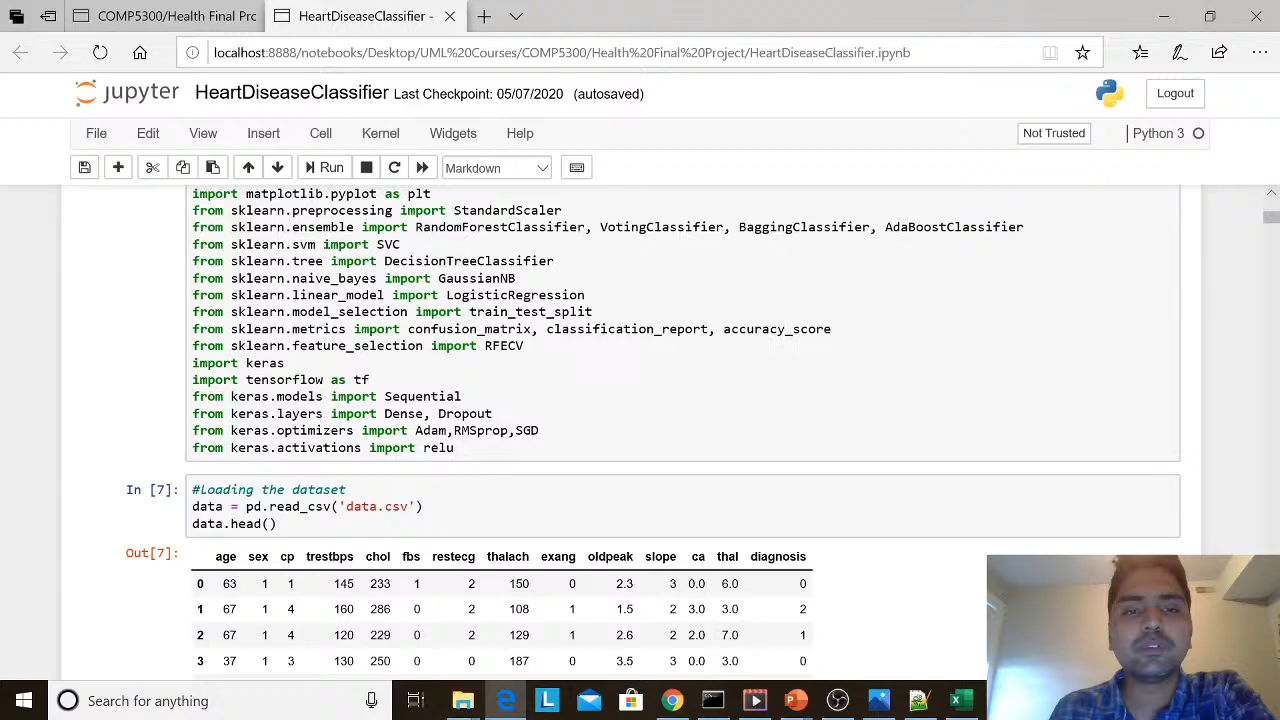 COMP5300/Health Final Pro
HeartDiseaseClassifier -
localhost:8888/notebooks/Desktop/UML%20Courses/COMP5300/Health%20Final%20Project/HeartDiseaseClassifier.ipynb
jupyter HeartDiseaseClassifier Last Checkpoint: 05/07/2020 (autosaved) Logout
File Edit View Insert Cell Kernel Widgets Help Not Trusted Python 3
Run Markdown
import matplotlib.pyplot as plt
from sklearn.preprocessing import StandardScaler
from sklearn.ensemble import RandomForestClassifier, VotingClassifier, BaggingClassifier, AdaBoostClassifier
from sklearn.svm import SVC
from sklearn.tree import DecisionTreeClassifier
from sklearn.naive_bayes import GaussianNB
from sklearn.linear_model import LogisticRegression
from sklearn.model_selection import train_test_split
from sklearn.metrics import confusion_matrix, classification_report, accuracy_score
from sklearn.feature_selection import RFECV
import keras
import tensorflow as tf
from keras.models import Sequential
from keras.layers import Dense, Dropout
from keras.optimizers import Adam,RMSprop,SGD
from keras.activations import relu
In [7]: #loading the dataset
data = pd.read_csv('data.csv')
data.head()
Out[7]:
age sex cp trestbps chol fbs restecg thalach exang oldpeak slope ca thal diagnosis
0 63 1 1 145 233 1 2 150 0 2.3 3 0.0 6.0 0
1 67 1 4 160 286 0 2 108 1 1.5 2 3.0 3.0 2
2 67 1 4 120 229 0 2 129 1 2.6 2 2.0 7.0 1
3 37 1 3 130 250 0 0 187 0 3.5 3 0.0 3.0 0
Search for anything